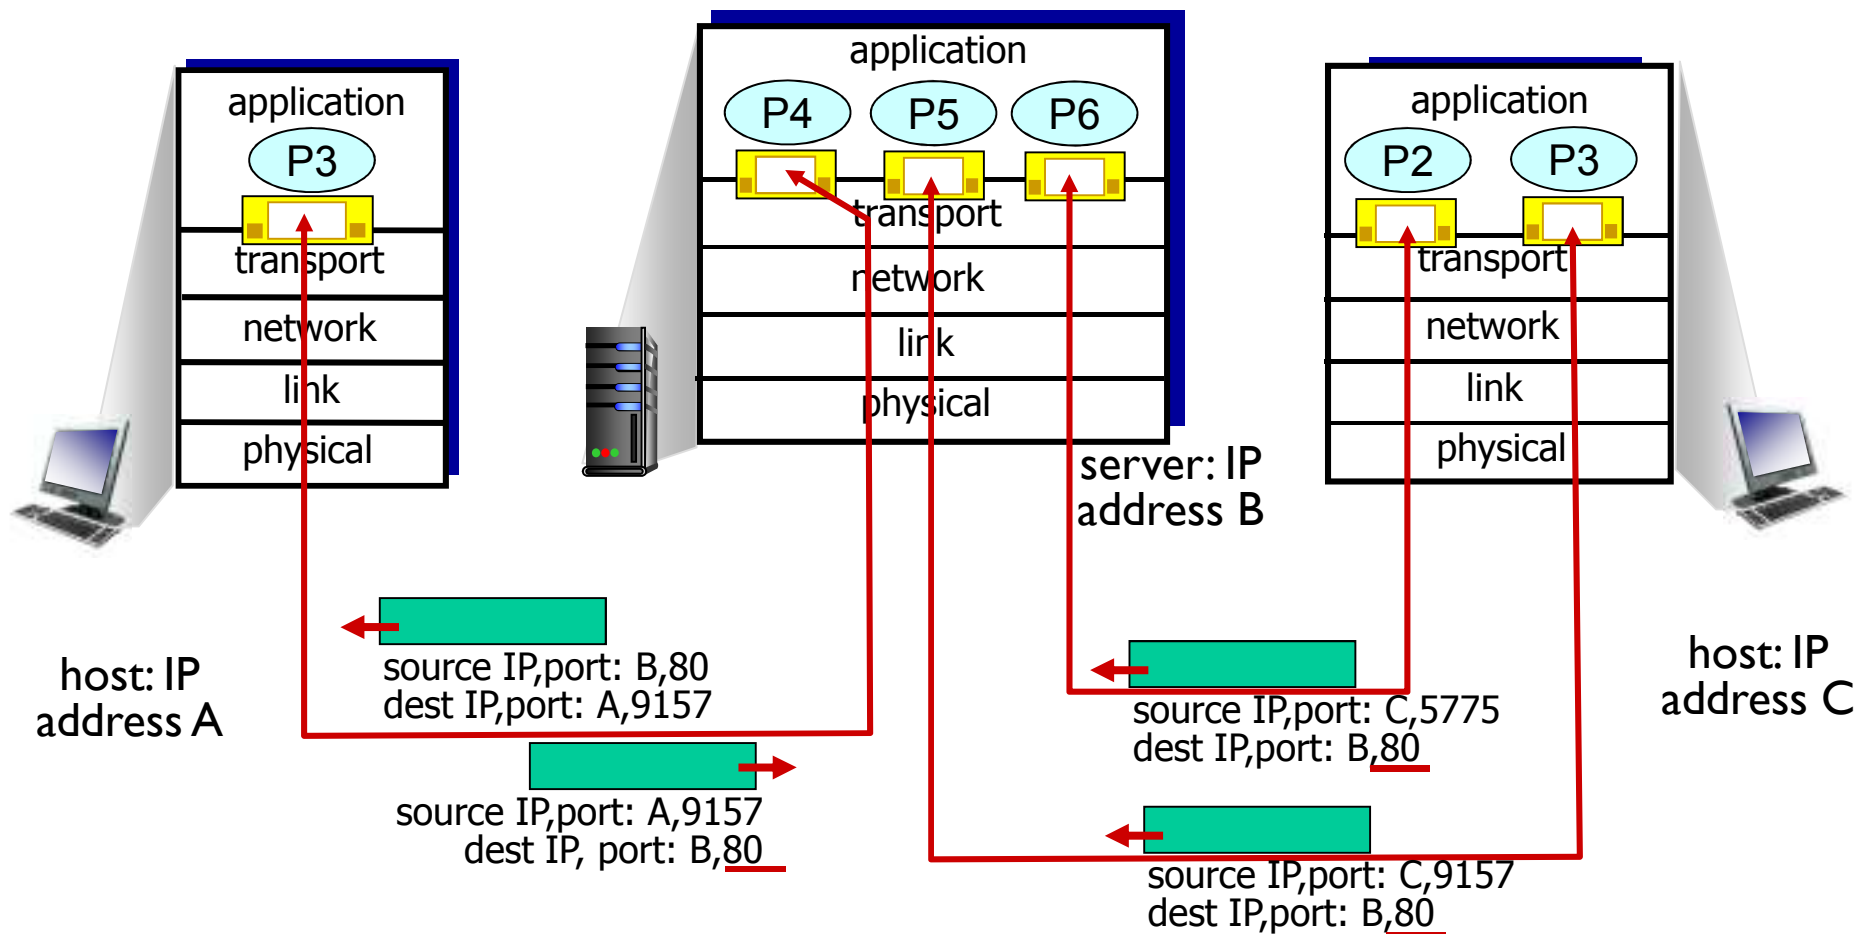 application
P3
transport
network
link
physical
host: IP
address A
application
P4 P5 P6
transport
network
link
physical
server: IP
address B
application
P2 P3
transport
network
link
physical
host: IP
address C
source IP,port: B,80
dest IP,port: A,9157
source IP,port: A,9157
dest IP, port: B,80
source IP,port: C,5775
dest IP,port: B,80
source IP,port: C,9157
dest IP,port: B,80